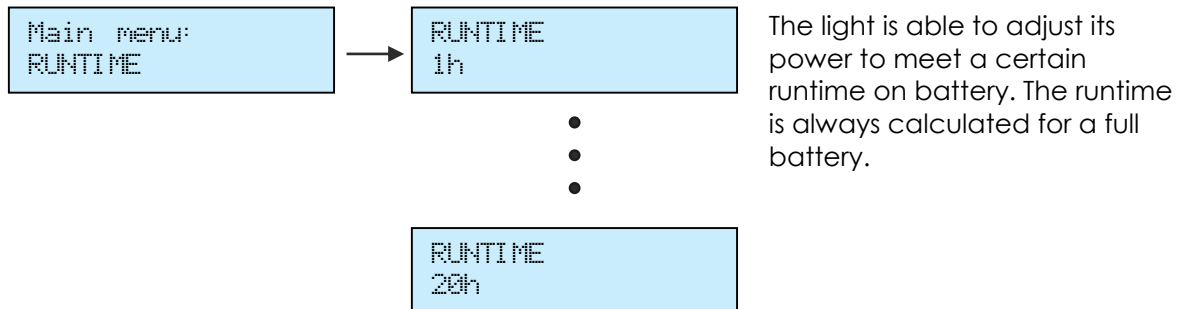 Main menu:
RUNTIME
RUNTIME
1h
The light is able to adjust its
power to meet a certain
runtime on battery. The runtime
is always calculated for a full
battery.
RUNTIME
20h